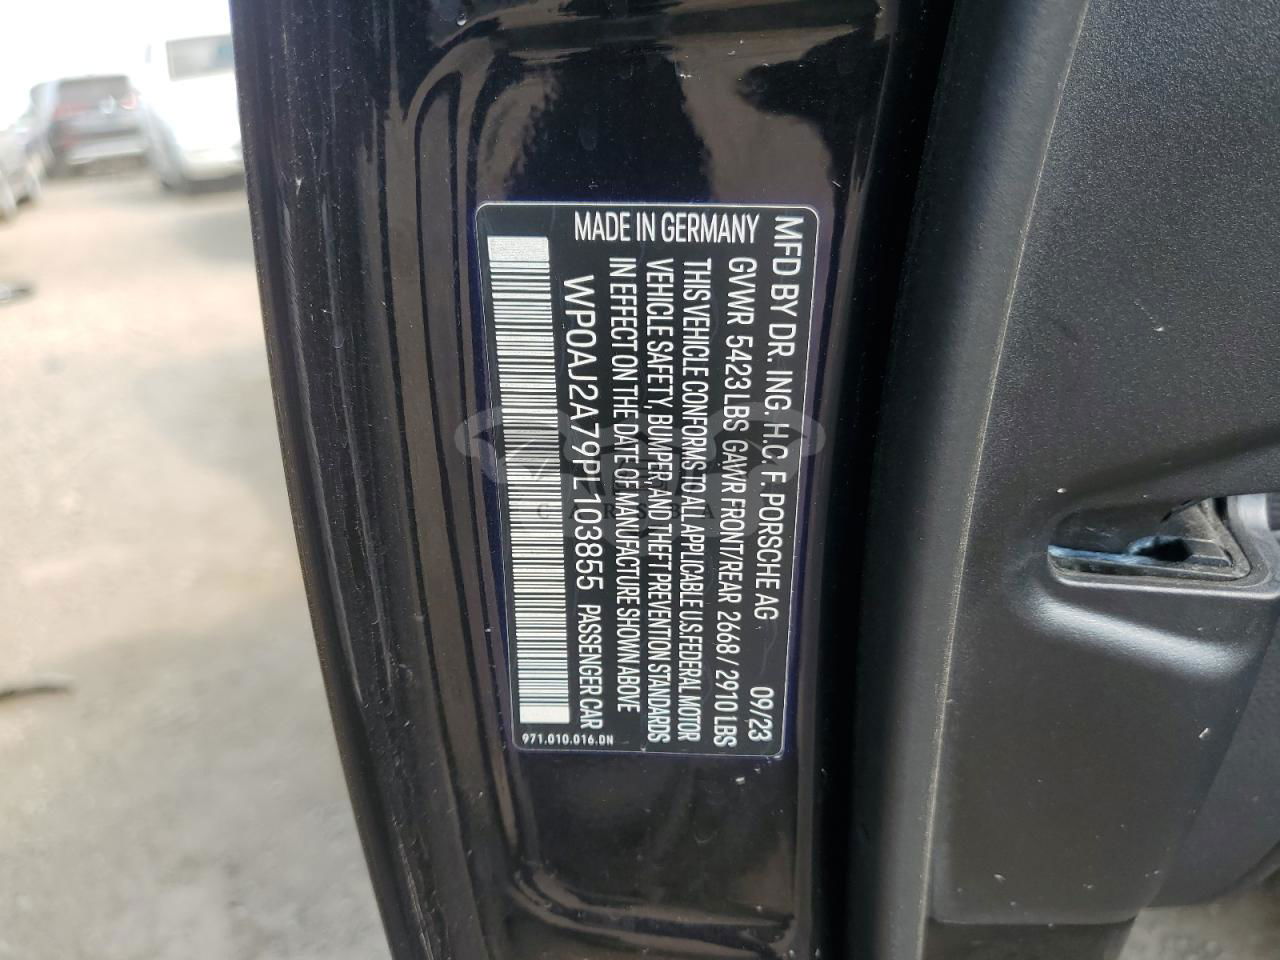 MFD BY DR. ING. H.C. F. PORSCHE AG 09/23
GVWR 5423 LBS GAWR FRONT/REAR 2668 / 2910 LBS
THIS VEHICLE CONFORMS TO ALL APPLICABLE U.S. FEDERAL MOTOR
VEHICLE SAFETY, BUMPER, AND THEFT PREVENTION STANDARDS
IN EFFECT ON THE DATE OF MANUFACTURE SHOWN ABOVE
WP0AJ2A79PL103855 PASSENGER CAR
MADE IN GERMANY
971.010.016.DN